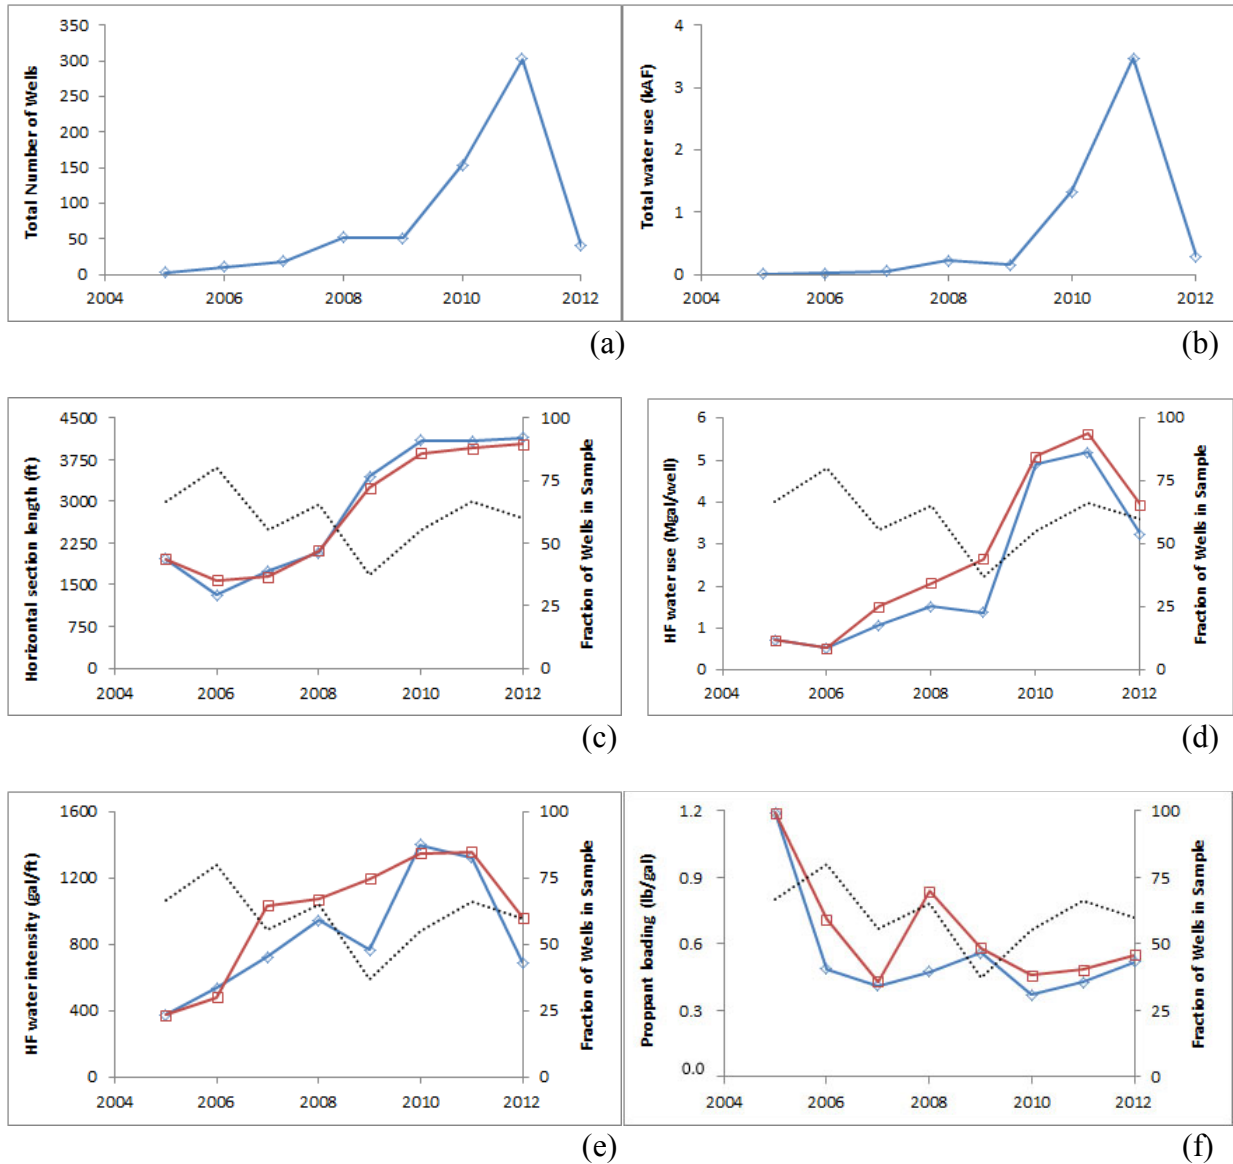 Total Number of Wells
350
300
250
200
150
100
50
0
2004 2006 2008 2010 2012
(a)
Total water use (kAF)
4
3
2
1
0
2004 2006 2008 2010 2012
(b)
Horizontal section length (ft)
4500
3750
3000
2250
1500
750
0
2004 2006 2008 2010 2012
100
75
50
25
0
Fraction of Wells in Sample
(c)
HF water use (Mgal/well)
6
5
4
3
2
1
0
2004 2006 2008 2010 2012
100
75
50
25
0
Fraction of Wells in Sample
(d)
HF water intensity (gal/ft)
1600
1200
800
400
0
2004 2006 2008 2010 2012
100
75
50
25
0
Fraction of Wells in Sample
(e)
Proppant loading (lb/gal)
1.2
0.9
0.6
0.3
0.0
2004 2006 2008 2010 2012
100
75
50
25
0
Fraction of Wells in Sample
(f)